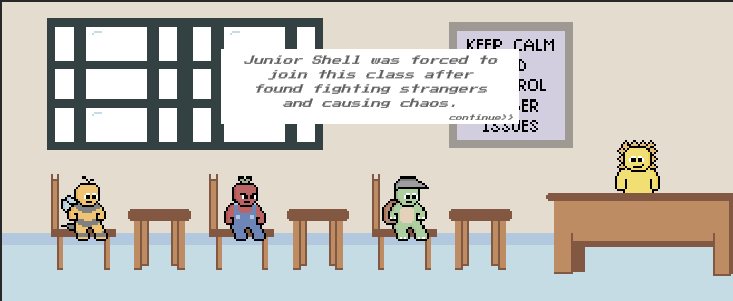 Junior Shell was forced to
join this class after
found fighting strangers
and causing chaos.
continue>>
KEEP CALM
ISSUES